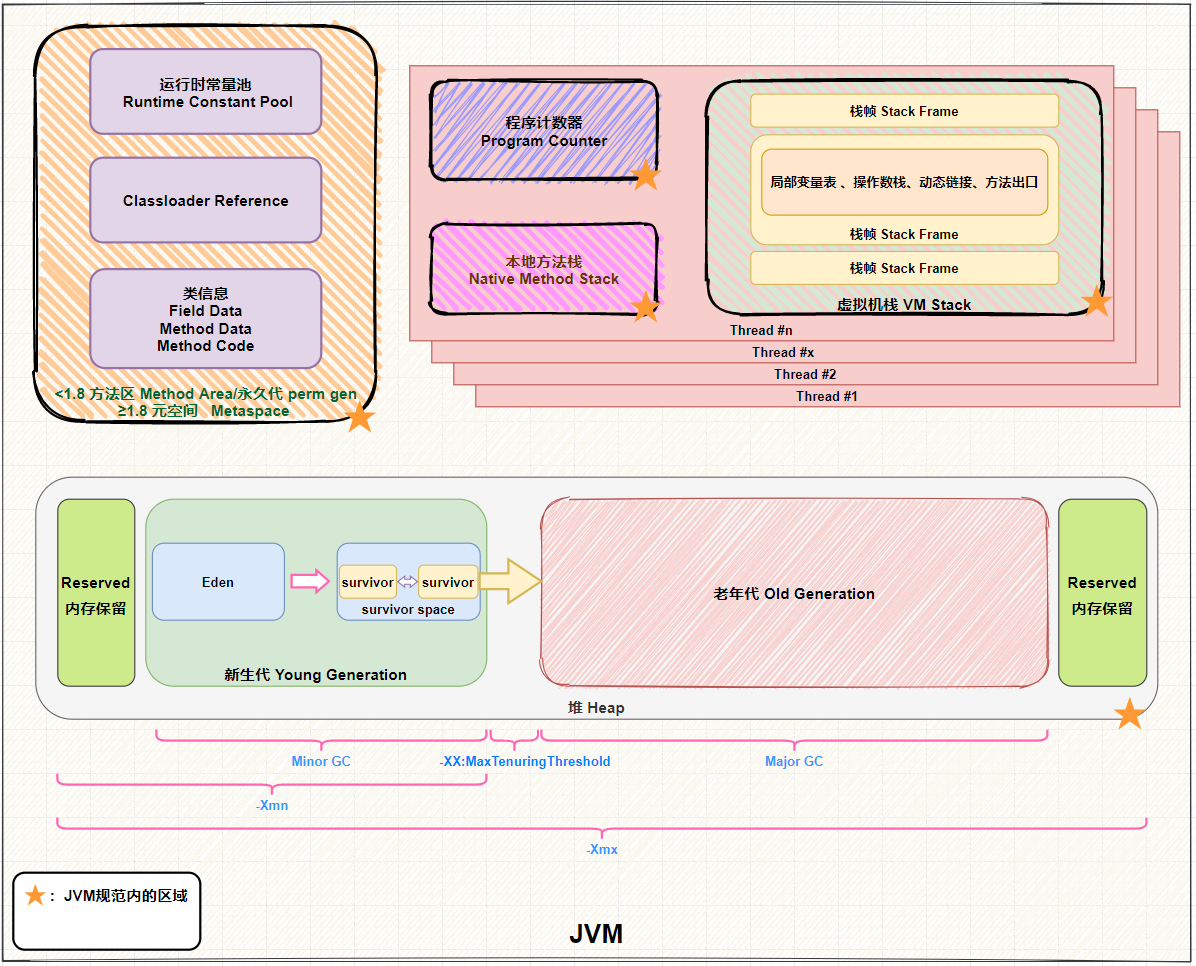 运行时常量池
Runtime Constant Pool
Classloader Reference
类信息
Field Data
Method Data
Method Code
<1.8 方法区 Method Area/永久代 perm gen
≥1.8 元空间 Metaspace
程序计数器
Program Counter
本地方法栈
Native Method Stack
栈帧 Stack Frame
局部变量表 、操作数栈、动态链接、方法出口
栈帧 Stack Frame
栈帧 Stack Frame
虚拟机栈 VM Stack
Thread #n
Thread #x
Thread #2
Thread #1
Reserved
内存保留
Eden
survivor
survivor
survivor space
新生代 Young Generation
老年代 Old Generation
Reserved
内存保留
堆 Heap
Minor GC
-XX:MaxTenuringThreshold
Major GC
-Xmn
-Xmx
： JVM规范内的区域
JVM